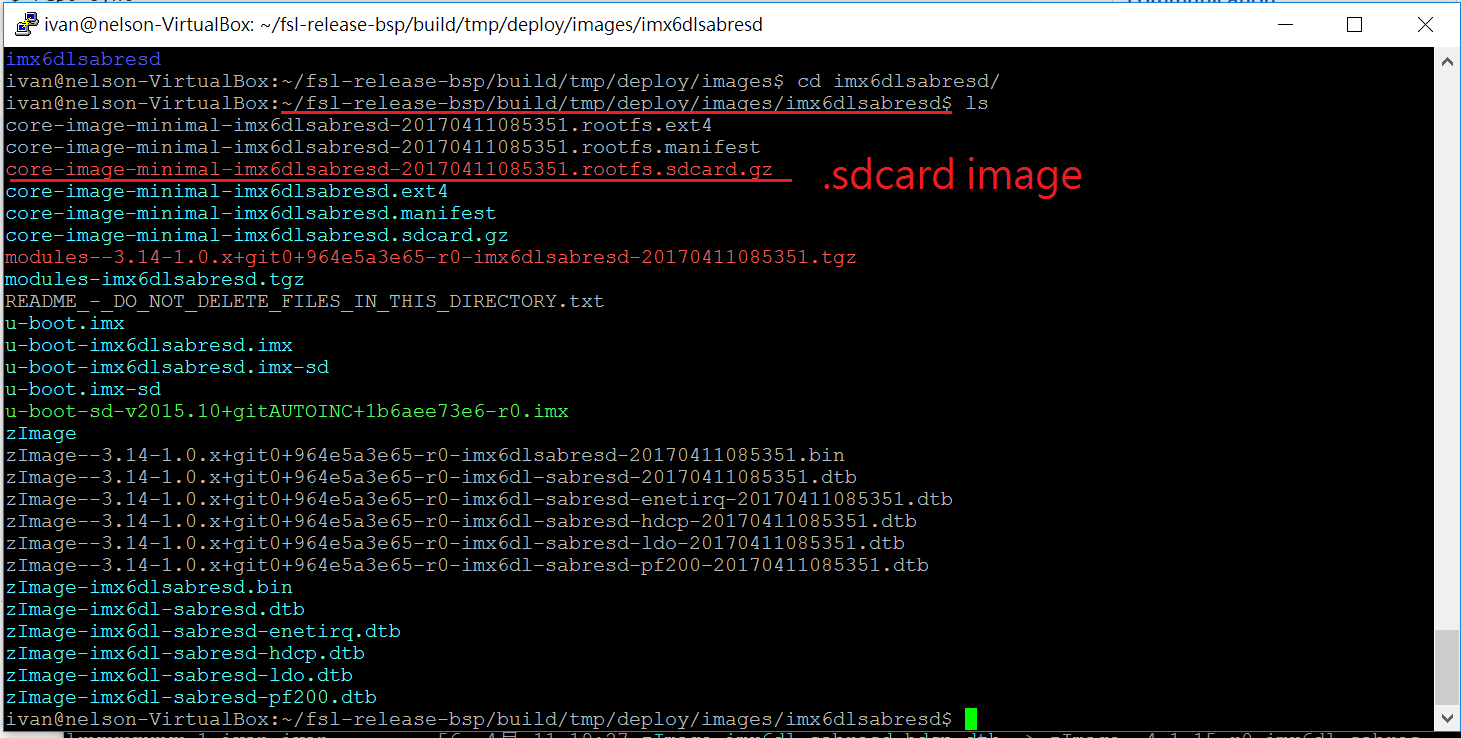 ivan@nelson-VirtualBox: ~/fsl-release-bsp/build/tmp/deploy/images/imx6dlsabresd
imx6dlsabresd
ivan@nelson-VirtualBox:~/fsl-release-bsp/build/tmp/deploy/images$ cd imx6dlsabresd/
ivan@nelson-VirtualBox:~/fsl-release-bsp/build/tmp/deploy/images/imx6dlsabresd$ ls
core-image-minimal-imx6dlsabresd-20170411085351.rootfs.ext4
core-image-minimal-imx6dlsabresd-20170411085351.rootfs.manifest
core-image-minimal-imx6dlsabresd-20170411085351.rootfs.sdcard.gz
.sdcard image
core-image-minimal-imx6dlsabresd.ext4
core-image-minimal-imx6dlsabresd.manifest
core-image-minimal-imx6dlsabresd.sdcard.gz
modules--3.14-1.0.x+git0+964e5a3e65-r0-imx6dlsabresd-20170411085351.tgz
modules-imx6dlsabresd.tgz
README_-_DO_NOT_DELETE_FILES_IN_THIS_DIRECTORY.txt
u-boot.imx
u-boot-imx6dlsabresd.imx
u-boot-imx6dlsabresd.imx-sd
u-boot.imx-sd
u-boot-sd-v2015.10+gitAUTOINC+1b6aee73e6-r0.imx
zImage
zImage--3.14-1.0.x+git0+964e5a3e65-r0-imx6dlsabresd-20170411085351.bin
zImage--3.14-1.0.x+git0+964e5a3e65-r0-imx6dl-sabresd-20170411085351.dtb
zImage--3.14-1.0.x+git0+964e5a3e65-r0-imx6dl-sabresd-enetirq-20170411085351.dtb
zImage--3.14-1.0.x+git0+964e5a3e65-r0-imx6dl-sabresd-hdcp-20170411085351.dtb
zImage--3.14-1.0.x+git0+964e5a3e65-r0-imx6dl-sabresd-ldo-20170411085351.dtb
zImage--3.14-1.0.x+git0+964e5a3e65-r0-imx6dl-sabresd-pf200-20170411085351.dtb
zImage-imx6dlsabresd.bin
zImage-imx6dl-sabresd.dtb
zImage-imx6dl-sabresd-enetirq.dtb
zImage-imx6dl-sabresd-hdcp.dtb
zImage-imx6dl-sabresd-ldo.dtb
zImage-imx6dl-sabresd-pf200.dtb
ivan@nelson-VirtualBox:~/fsl-release-bsp/build/tmp/deploy/images/imx6dlsabresd$